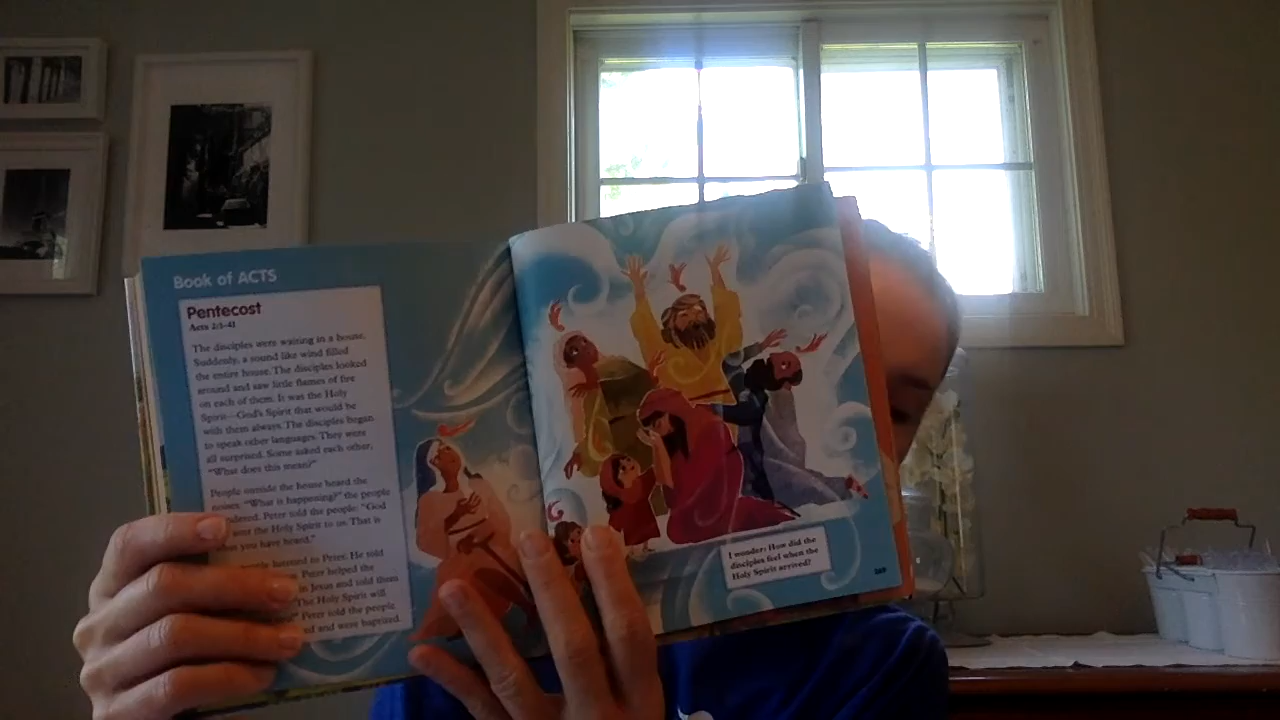 Book of ACTS
Pentecost
Acts 2:1-41
The disciples were waiting in a house.
Suddenly, a sound like wind filled
the entire house. The disciples looked
around and saw little flames of fire
on each of them. It was the Holy
Spirit—God's Spirit that would be
with them always. The disciples began
to speak other languages. They were
all surprised. Some asked each other,
"What does this mean?"
People outside the house heard the
noises. "What is happening?" the people
Peter told the people: "God
sent the Holy Spirit to us. That is
you have heard."
listened to Peter. He told
Peter helped the
in Jesus and told them
"The Holy Spirit will
Peter told the people
and were baptized.
I wonder: How did the
disciples feel when the
Holy Spirit arrived?